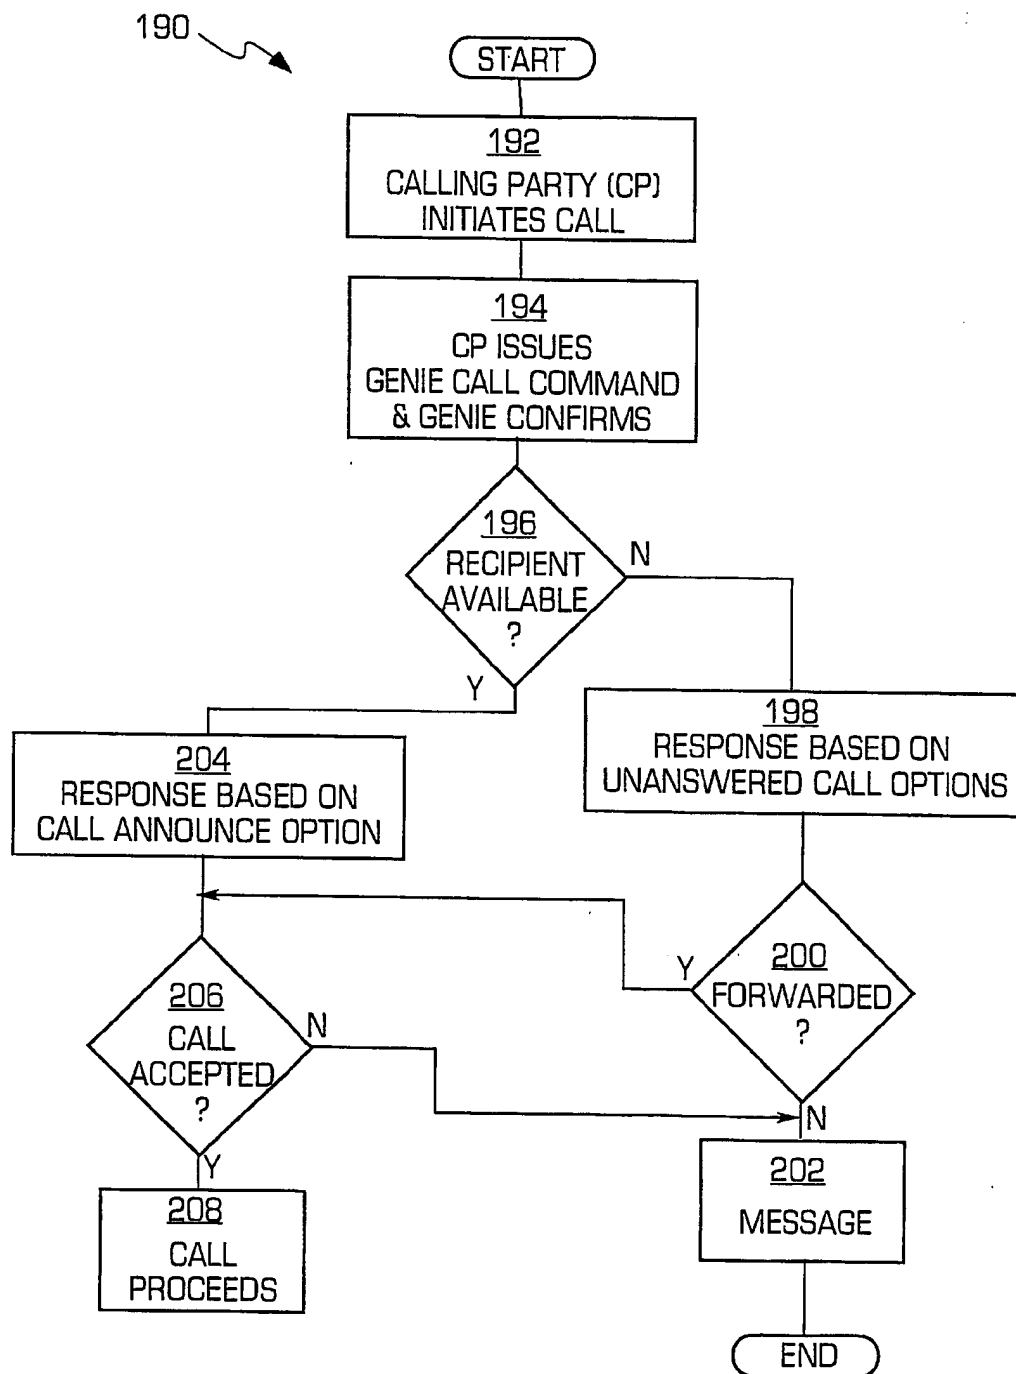 190
START
192
CALLING PARTY (CP)
INITIATES CALL
194
CP ISSUES
GENIE CALL COMMAND
& GENIE CONFIRMS
196
RECIPIENT
AVAILABLE
?
N
Y
198
RESPONSE BASED ON
UNANSWERED CALL OPTIONS
204
RESPONSE BASED ON
CALL ANNOUNCE OPTION
200
FORWARDED
?
Y
N
206
CALL
ACCEPTED
?
N
Y
202
MESSAGE
208
CALL
PROCEEDS
END